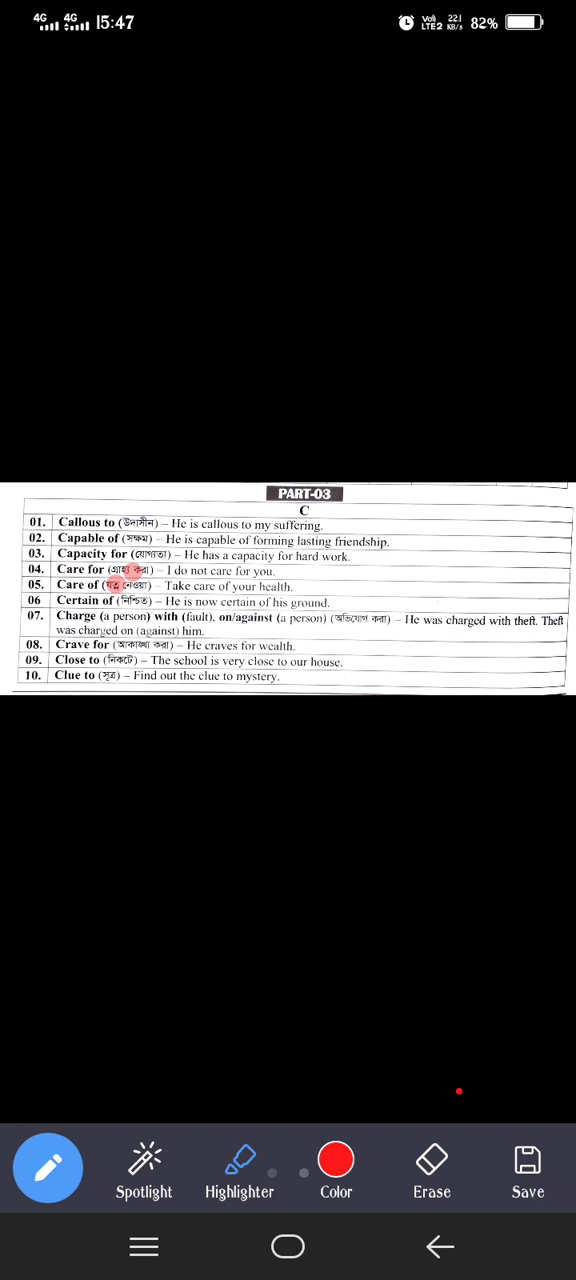 4G 4G 15:47 Vo)) LTE2 22.1 KB/s 82%
PART-03
C
01. Callous to (উদাসীন) – He is callous to my suffering.
02. Capable of (সক্ষম) – He is capable of forming lasting friendship.
03. Capacity for (যোগ্যতা) – He has a capacity for hard work.
04. Care for (গ্রাহ্য করা) – I do not care for you.
05. Care of (যত্ন নেওয়া) – Take care of your health.
06 Certain of (নিশ্চিত) – He is now certain of his ground.
07. Charge (a person) with (fault), on/against (a person) (অভিযোগ করা) – He was charged with theft. Theft
was charged on (against) him.
08. Crave for (আকাঙ্খা করা) – He craves for wealth.
09. Close to (নিকটে) – The school is very close to our house.
10. Clue to (সূত্র) – Find out the clue to mystery.
Spotlight Highlighter Color Erase Save